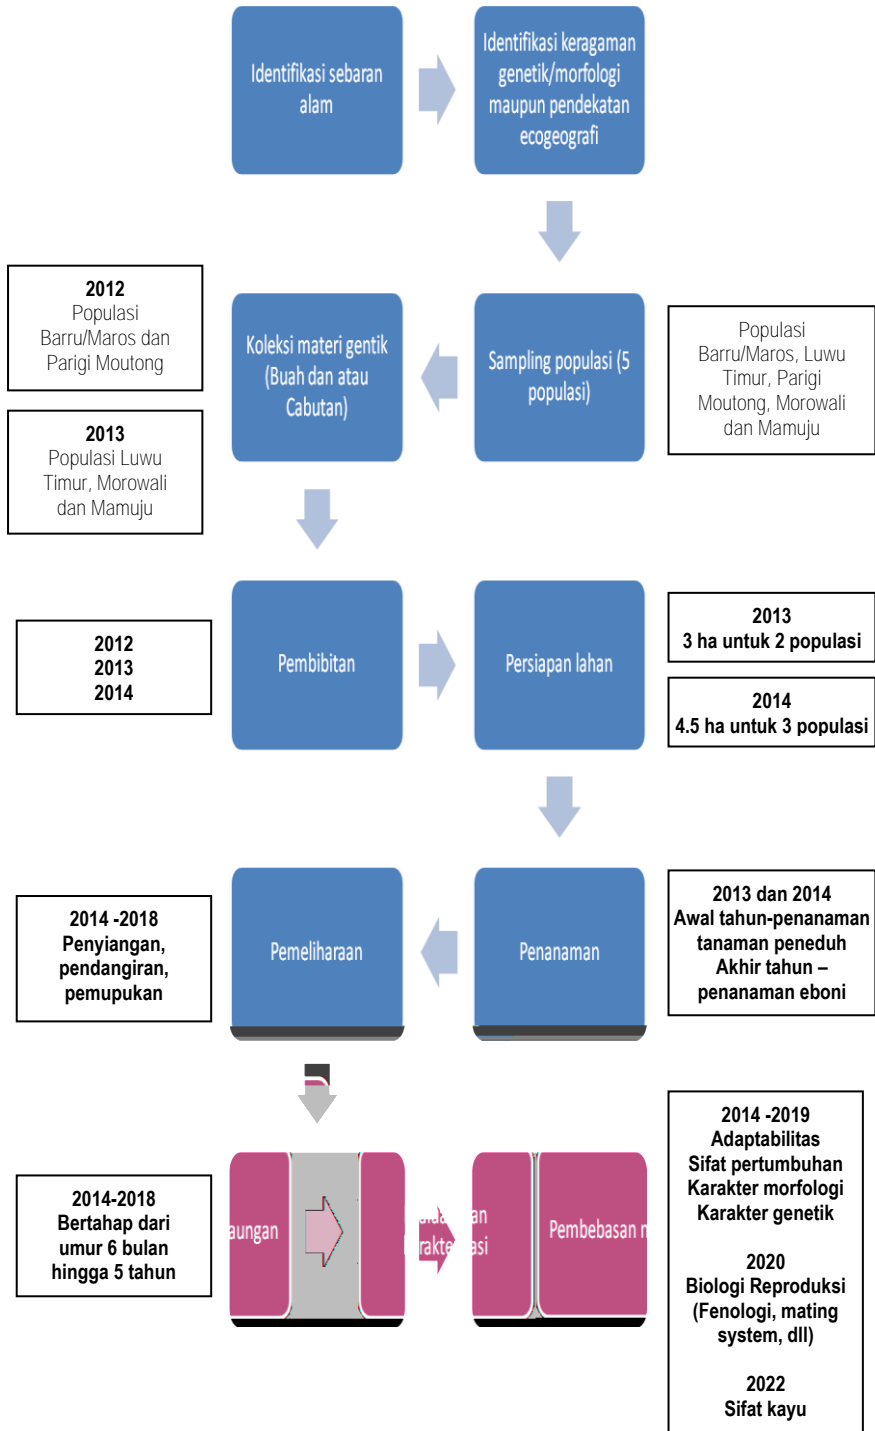 Identifikasi sebaran
alam
Identifikasi keragaman
genetik/morfologi
maupun pendekatan
ecogeografi
2012
Populasi
Barru/Maros dan
Parigi Moutong
2013
Populasi Luwu
Timur, Morowali
dan Mamuju
Koleksi materi gentik
(Buah dan atau
Cabutan)
Sampling populasi (5
populasi)
Populasi
Barru/Maros, Luwu
Timur, Parigi
Moutong, Morowali
dan Mamuju
2012
2013
2014
Pembibitan
Persiapan lahan
2013
3 ha untuk 2 populasi
2014
4.5 ha untuk 3 populasi
2014 -2018
Penyiangan,
pendangiran,
pemupukan
Pemeliharaan
Penanaman
2013 dan 2014
Awal tahun-penanaman
tanaman peneduh
Akhir tahun –
penanaman eboni
2014-2018
Bertahap dari
umur 6 bulan
hingga 5 tahun
aungan
Pembebasan n
2014 -2019
Adaptabilitas
Sifat pertumbuhan
Karakter morfologi
Karakter genetik
2020
Biologi Reproduksi
(Fenologi, mating
system, dll)
2022
Sifat kayu